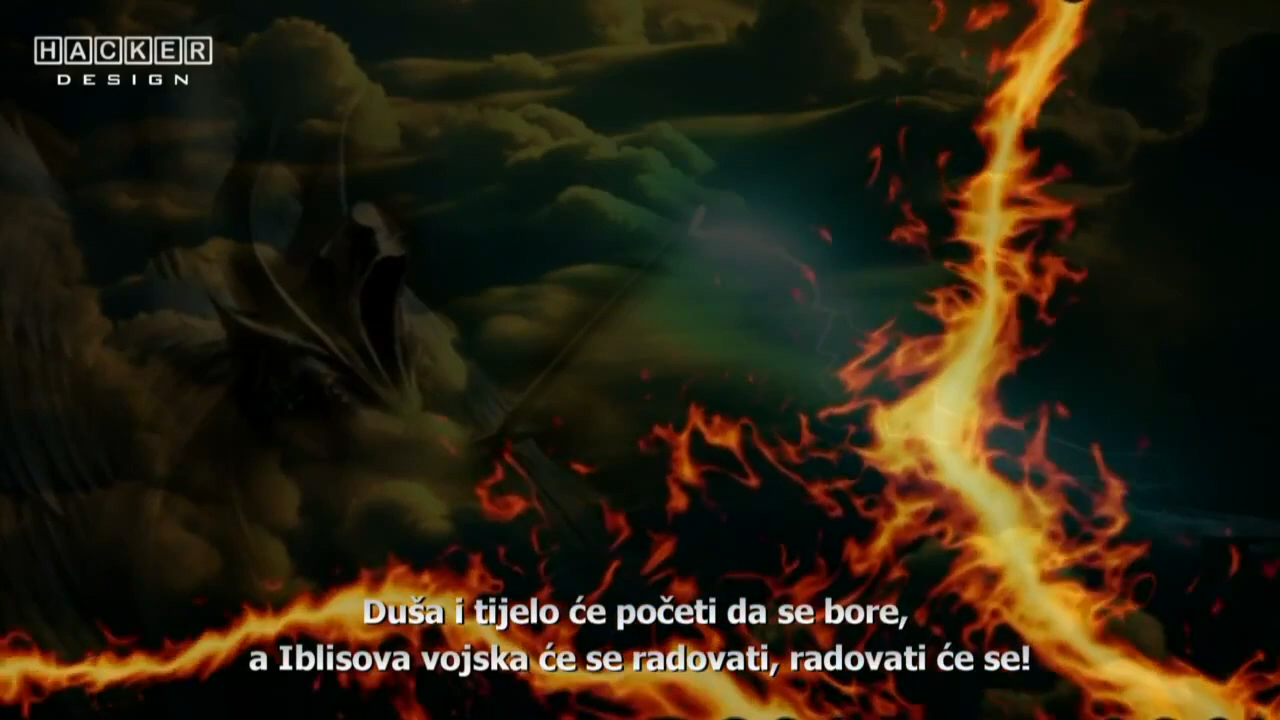 HACKER
DESIGN
Duša i tijelo će početi da se bore,
a Iblisova vojska će se radovati, radovati će se!